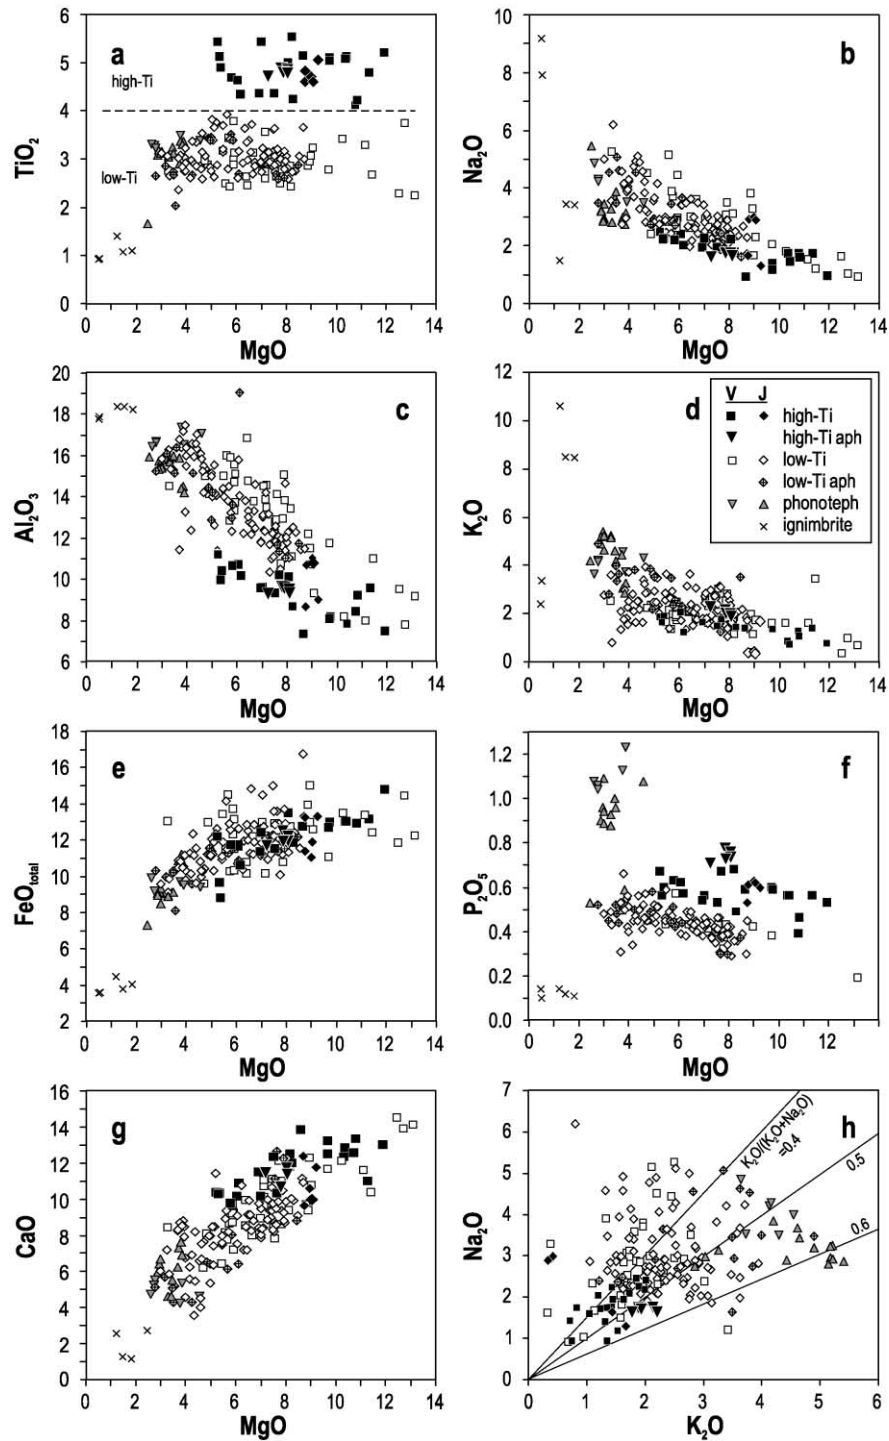 a
high-Ti
low-Ti
TiO2
6
5
4
3
2
1
0
0 2 4 6 8 10 12 14
MgO
b
Na2O
10
8
6
4
2
0
0 2 4 6 8 10 12 14
MgO
c
Al2O3
20
18
16
14
12
10
8
6
0 2 4 6 8 10 12 14
MgO
d
K2O
12
10
8
6
4
2
0
V J
high-Ti
high-Ti aph
low-Ti
low-Ti aph
phonoteph
ignimbrite
0 2 4 6 8 10 12 14
MgO
e
FeOtotal
18
16
14
12
10
8
6
4
2
0 2 4 6 8 10 12 14
MgO
f
P2O5
1.2
1.0
0.8
0.6
0.4
0.2
0.0
0 2 4 6 8 10 12 14
MgO
g
CaO
16
14
12
10
8
6
4
2
0
0 2 4 6 8 10 12 14
MgO
h
Na2O
7
6
5
4
3
2
1
0
K2O/(K2O+Na2O)
=0.4
0.5
0.6
0 1 2 3 4 5 6
K2O